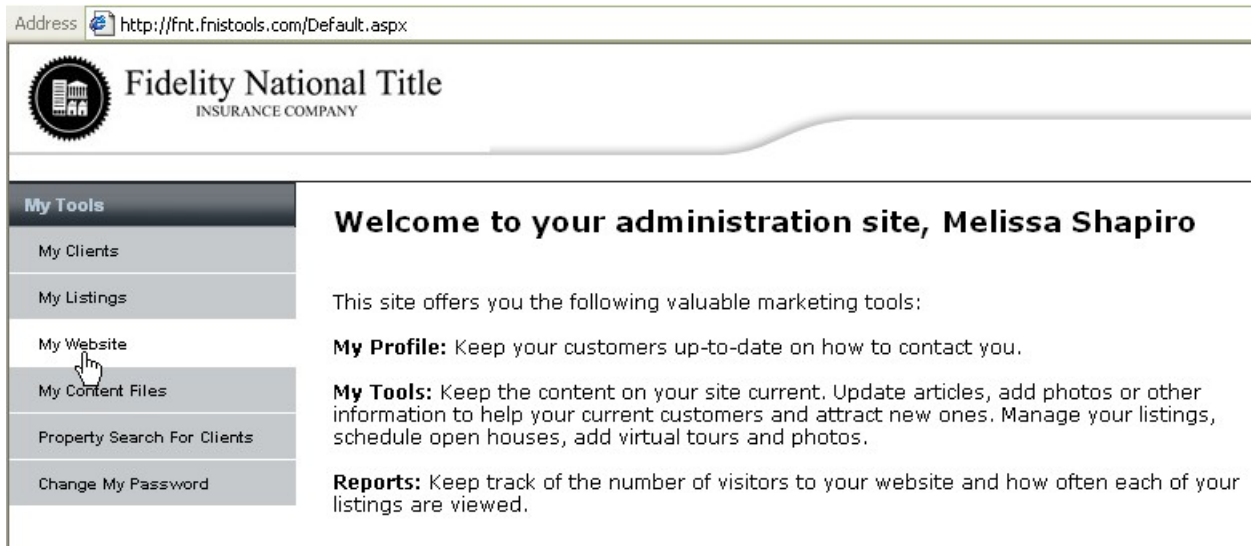 Address http://fnt.fnistools.com/Default.aspx
Fidelity National Title
INSURANCE COMPANY
My Tools
My Clients
My Listings
My Website
My Content Files
Property Search For Clients
Change My Password
Welcome to your administration site, Melissa Shapiro
This site offers you the following valuable marketing tools:
My Profile: Keep your customers up-to-date on how to contact you.
My Tools: Keep the content on your site current. Update articles, add photos or other
information to help your current customers and attract new ones. Manage your listings,
schedule open houses, add virtual tours and photos.
Reports: Keep track of the number of visitors to your website and how often each of your
listings are viewed.